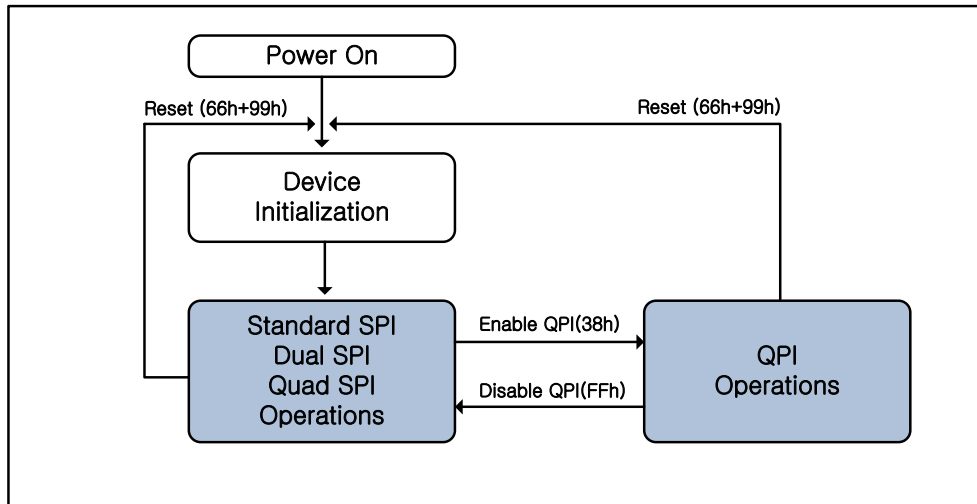 Power On
Reset (66h+99h)
Reset (66h+99h)
Device
Initialization
Standard SPI
Dual SPI
Quad SPI
Operations
Enable QPI(38h)
Disable QPI(FFh)
QPI
Operations